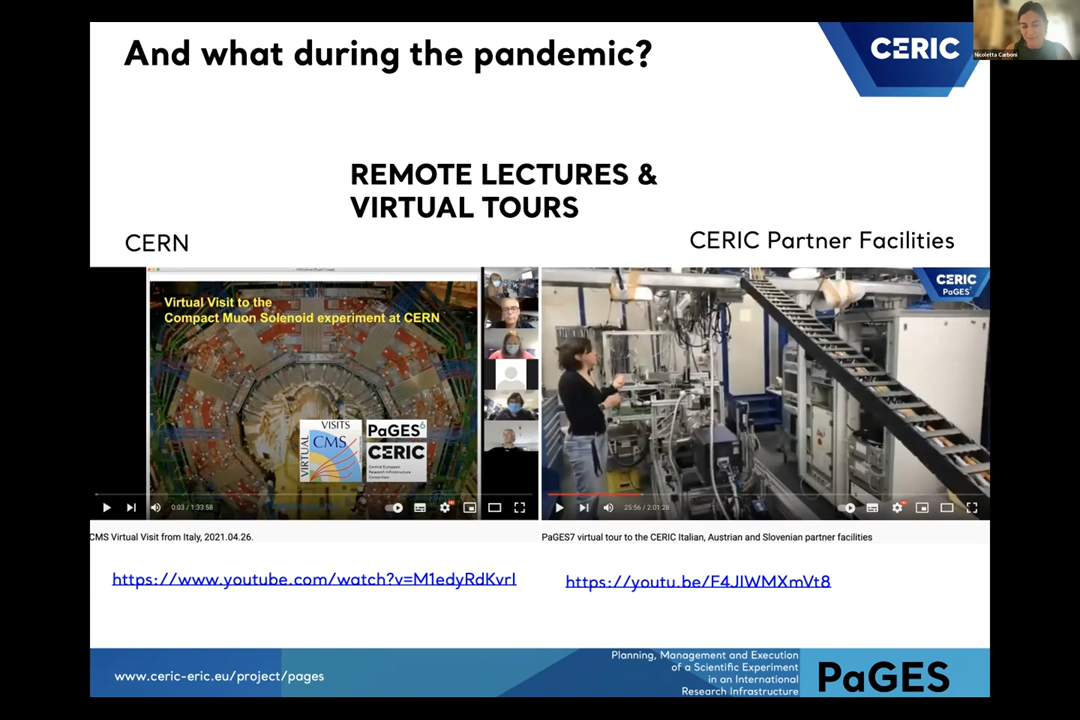 And what during the pandemic?
CERIC
Nicoletta Carboni
REMOTE LECTURES &
VIRTUAL TOURS
CERN
CERIC Partner Facilities
Virtual Visit to the
Compact Muon Solenoid experiment at CERN
VIRTUAL
VISITS
CMS
PaGES6
CERIC
Central European
Research Infrastructure
Consortium
0:03 / 1:33:58
CERIC
PaGES7
25:56 / 2:01:28
CMS Virtual Visit from Italy, 2021.04.26.
PaGES7 virtual tour to the CERIC Italian, Austrian and Slovenian partner facilities
https://www.youtube.com/watch?v=M1edyRdKvrI
https://youtu.be/F4JlWMXmVt8
www.ceric-eric.eu/project/pages
Planning, Management and Execution
of a Scientific Experiment
in an International
Research Infrastructure
PaGES